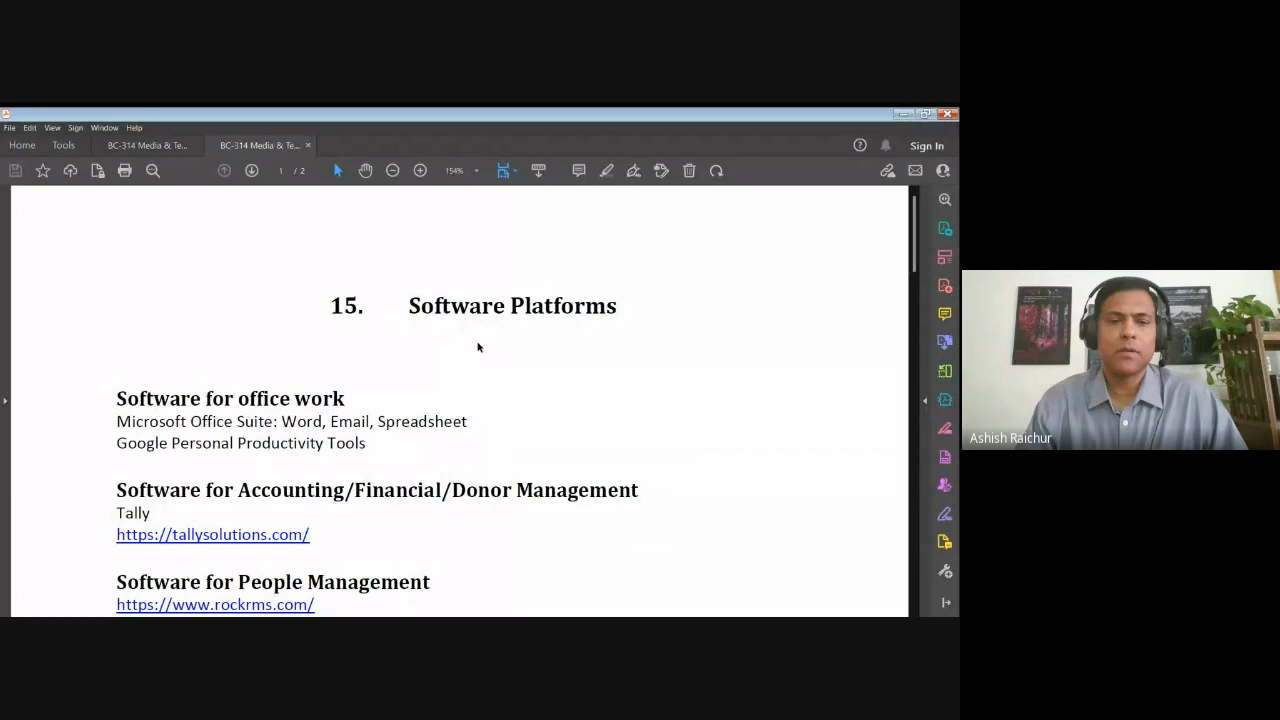 File Edit View Sign Window Help
Home Tools BC-314 Media & Te... BC-314 Media & Te... × Sign In
1 / 2 154%
15. Software Platforms
Software for office work
Microsoft Office Suite: Word, Email, Spreadsheet
Google Personal Productivity Tools
Software for Accounting/Financial/Donor Management
Tally
https://tallysolutions.com/
Software for People Management
https://www.rockrms.com/
Ashish Raichur